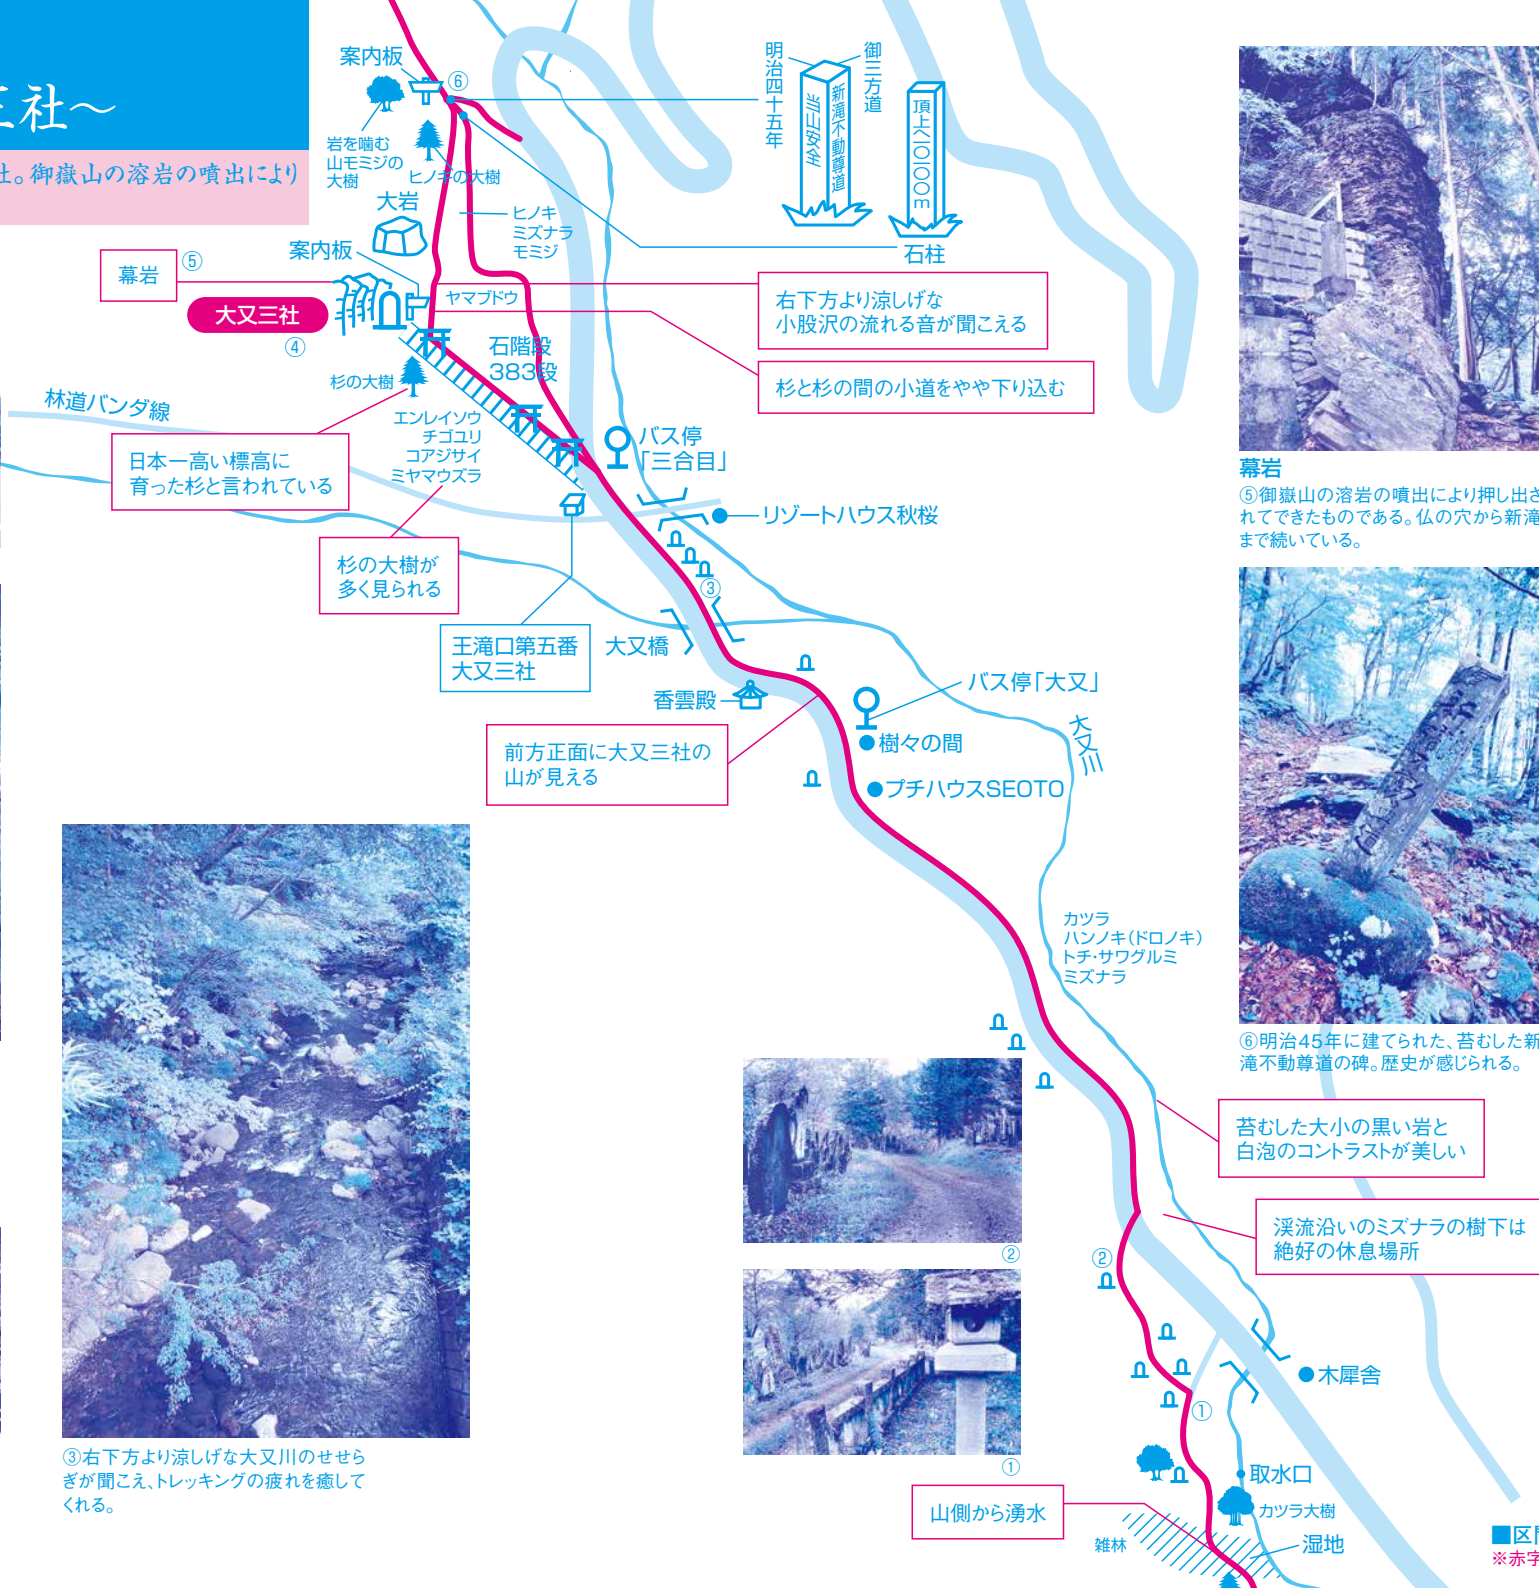 三社～
社。御嶽山の溶岩の噴出により
案内板
⑥
岩を噛む
山モミジの
大樹
ヒノキの大樹
大岩
ヒノキ
ミズナラ
モミジ
明治四十五年
御三方道
当山安全
新滝不動尊道
頂上へ一〇一〇〇M
石柱
案内板
幕岩
⑤
大又三社
④
ヤマブドウ
右下方より涼しげな
小股沢の流れる音が聞こえる
杉と杉の間の小道をやや下り込む
石階段
383段
杉の大樹
林道バンダ線
エンレイソウ
チゴユリ
コアジサイ
ミヤマウズラ
日本一高い標高に
育った杉と言われている
バス停
「三合目」
リゾートハウス秋桜
杉の大樹が
多く見られる
③
王滝口第五番
大又三社
大又橋
香雲殿
バス停「大又」
大又川
樹々の間
プチハウスSEOTO
前方正面に大又三社の
山が見える
カツラ
ハンノキ(ドロノキ)
トチ・サワグルミ
ミズナラ
幕岩
⑤御嶽山の溶岩の噴出により押し出さ
れてできたものである。仏の穴から新滝
まで続いている。
⑥明治45年に建てられた、苔むした新
滝不動尊道の碑。歴史が感じられる。
苔むした大小の黒い岩と
白泡のコントラストが美しい
渓流沿いのミズナラの樹下は
絶好の休息場所
②
②
①
①
木犀舎
取水口
カツラ大樹
湿地
雑林
山側から湧水
③右下方より涼しげな大又川のせせら
ぎが聞こえ、トレッキングの疲れを癒して
くれる。
■区間
※赤字